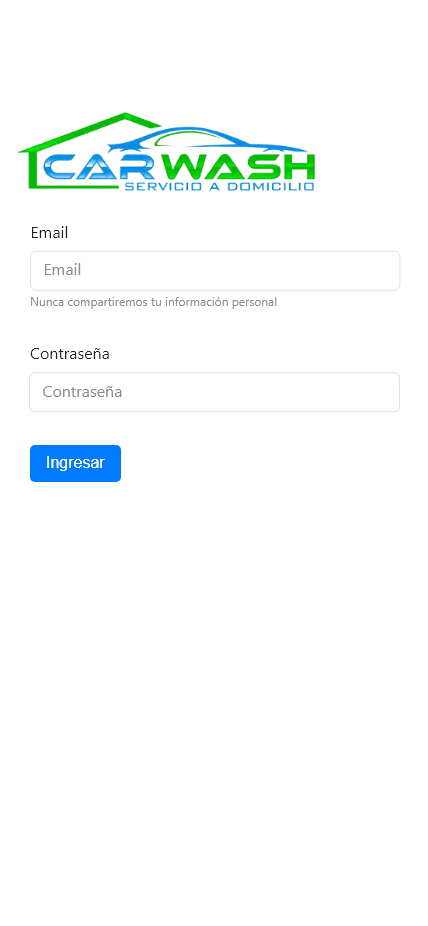 CARWASH
SERVICIO A DOMICILIO
Email
Email
Nunca compartiremos tu información personal
Contraseña
Contraseña
Ingresar